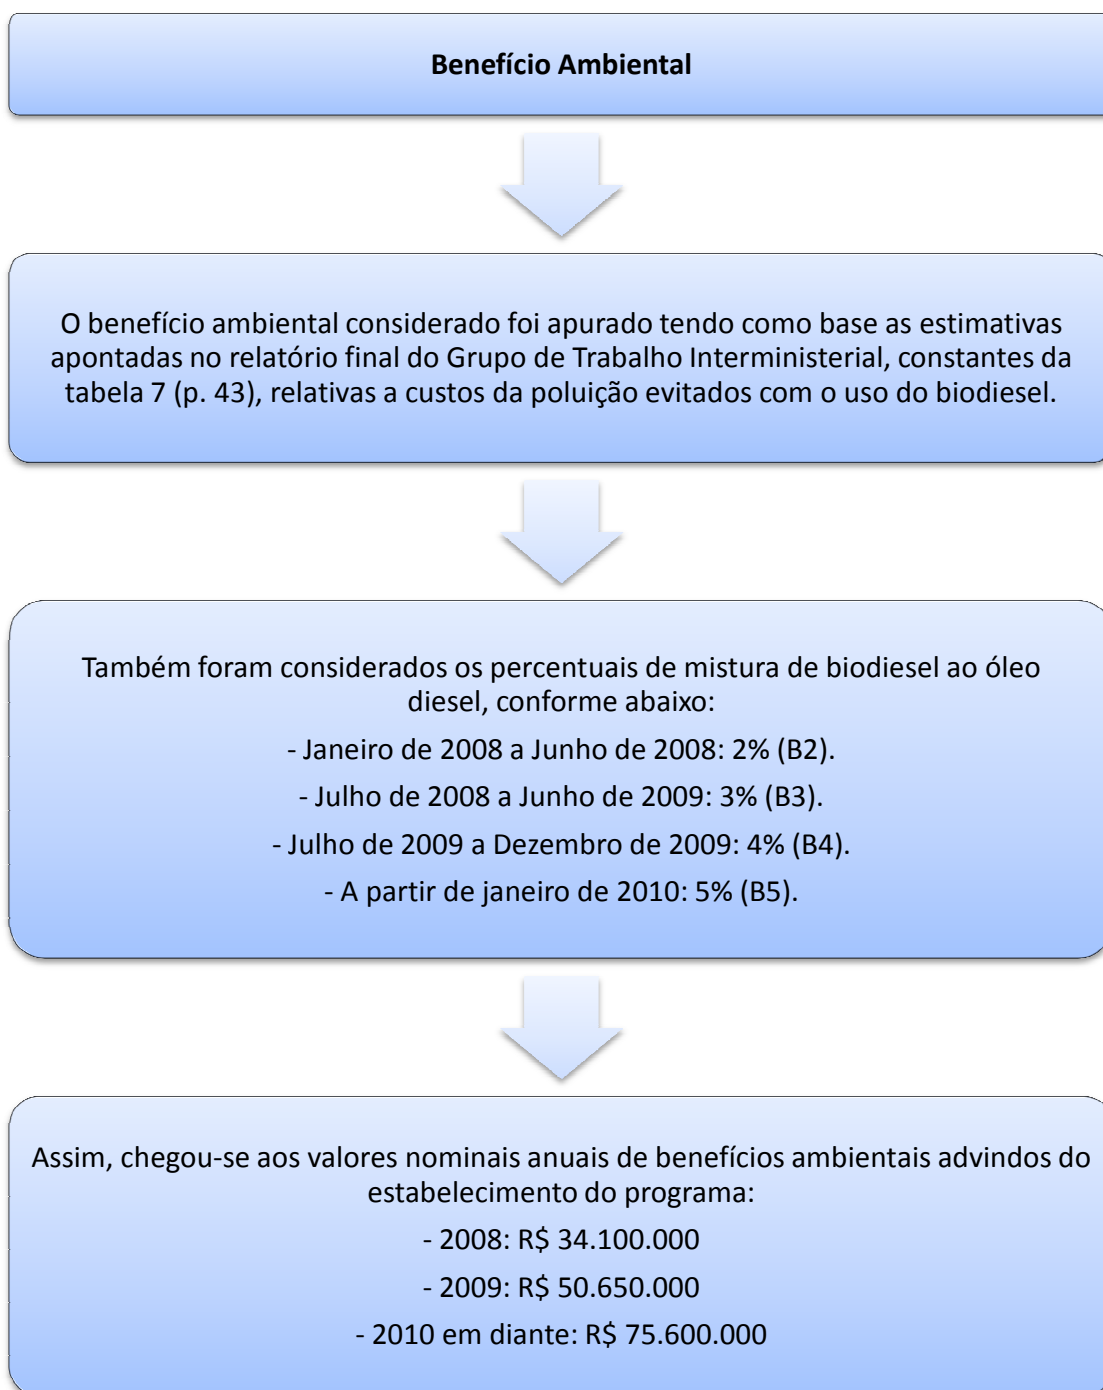 Benefício Ambiental
O benefício ambiental considerado foi apurado tendo como base as estimativas
apontadas no relatório final do Grupo de Trabalho Interministerial, constantes da
tabela 7 (p. 43), relativas a custos da poluição evitados com o uso do biodiesel.
Também foram considerados os percentuais de mistura de biodiesel ao óleo
diesel, conforme abaixo:
- Janeiro de 2008 a Junho de 2008: 2% (B2).
- Julho de 2008 a Junho de 2009: 3% (B3).
- Julho de 2009 a Dezembro de 2009: 4% (B4).
- A partir de janeiro de 2010: 5% (B5).
Assim, chegou-se aos valores nominais anuais de benefícios ambientais advindos do
estabelecimento do programa:
- 2008: R$ 34.100.000
- 2009: R$ 50.650.000
- 2010 em diante: R$ 75.600.000